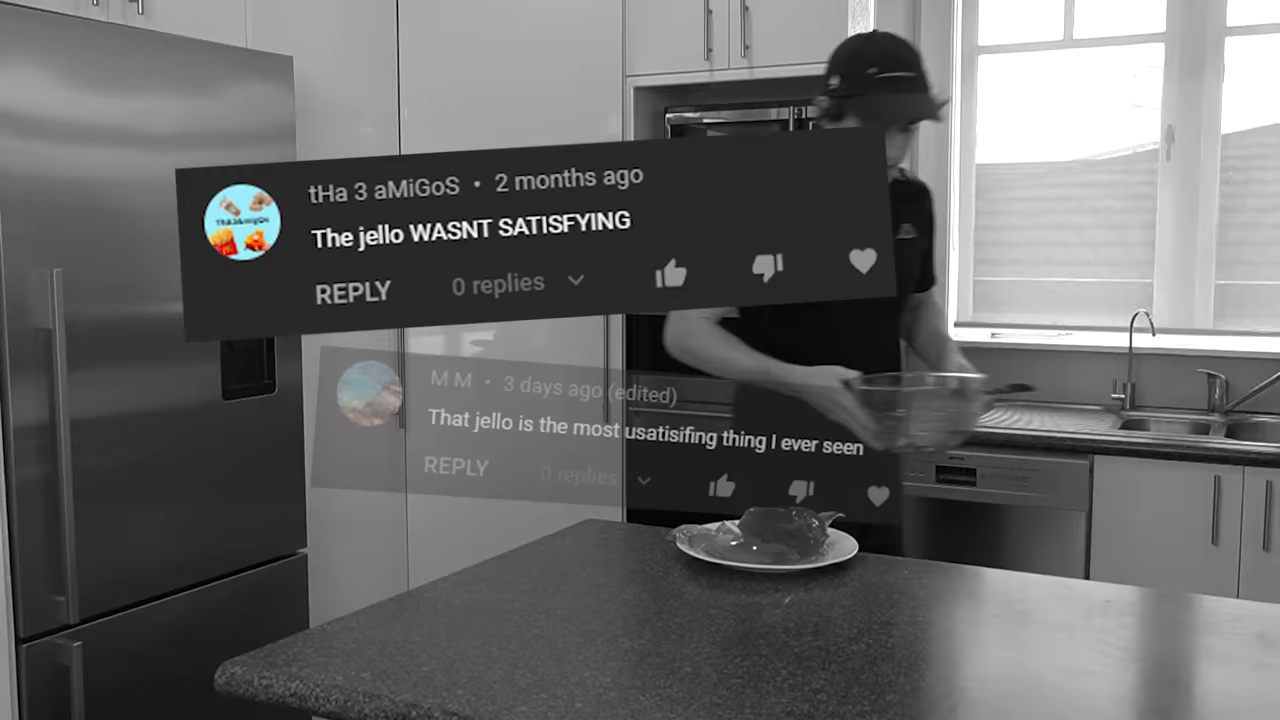 tHa 3 aMiGoS • 2 months ago
The jello WASNT SATISFYING
REPLY 0 replies
M M • 3 days ago (edited)
That jello is the most usatisifing thing I ever seen
REPLY 0 replies